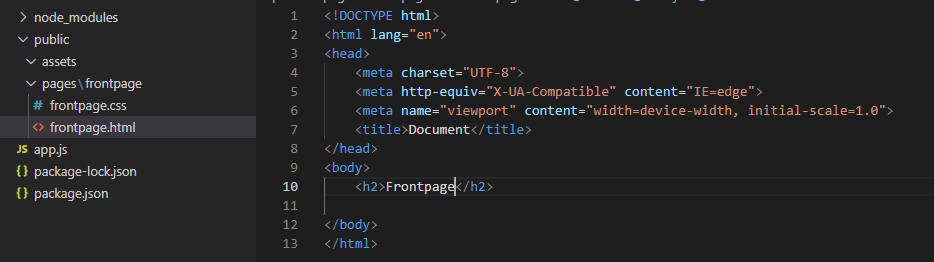 node_modules
public
assets
pages\frontpage
# frontpage.css
<> frontpage.html
JS app.js
{} package-lock.json
{} package.json
1 <!DOCTYPE html>
2 <html lang="en">
3 <head>
4 <meta charset="UTF-8">
5 <meta http-equiv="X-UA-Compatible" content="IE=edge">
6 <meta name="viewport" content="width=device-width, initial-scale=1.0">
7 <title>Document</title>
8 </head>
9 <body>
10 <h2>Frontpage</h2>
11
12 </body>
13 </html>